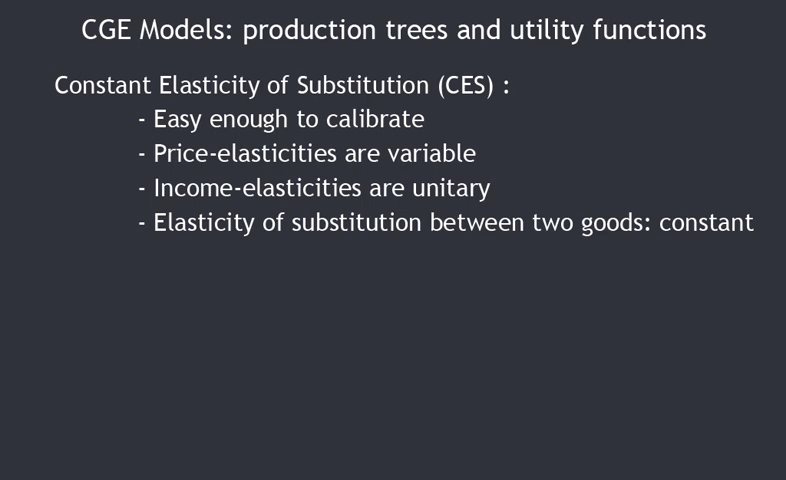 CGE Models: production trees and utility functions
Constant Elasticity of Substitution (CES) :
- Easy enough to calibrate
- Price-elasticities are variable
- Income-elasticities are unitary
- Elasticity of substitution between two goods: constant